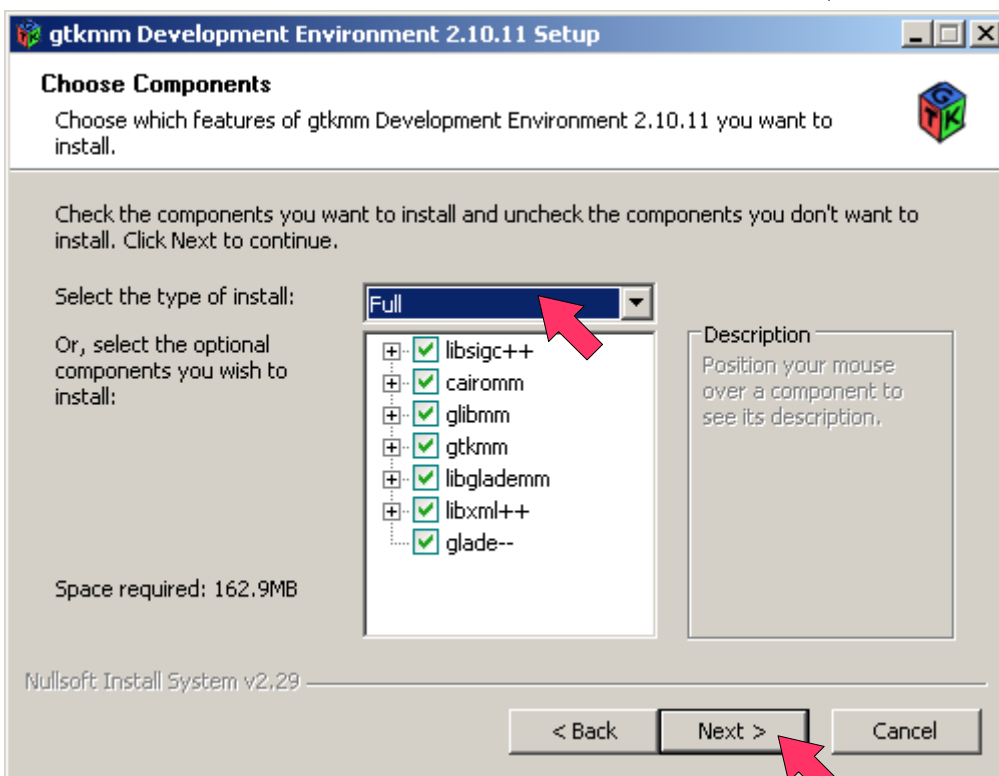 gtkmm Development Environment 2.10.11 Setup
Choose Components
Choose which features of gtkmm Development Environment 2.10.11 you want to
install.
GTK
Check the components you want to install and uncheck the components you don't want to
install. Click Next to continue.
Select the type of install:
Full
Or, select the optional
components you wish to
install:
libsigc++
cairomm
glibmm
gtkmm
libglademm
libxml++
glade--
Description
Position your mouse
over a component to
see its description.
Space required: 162.9MB
Nullsoft Install System v2.29
< Back
Next >
Cancel